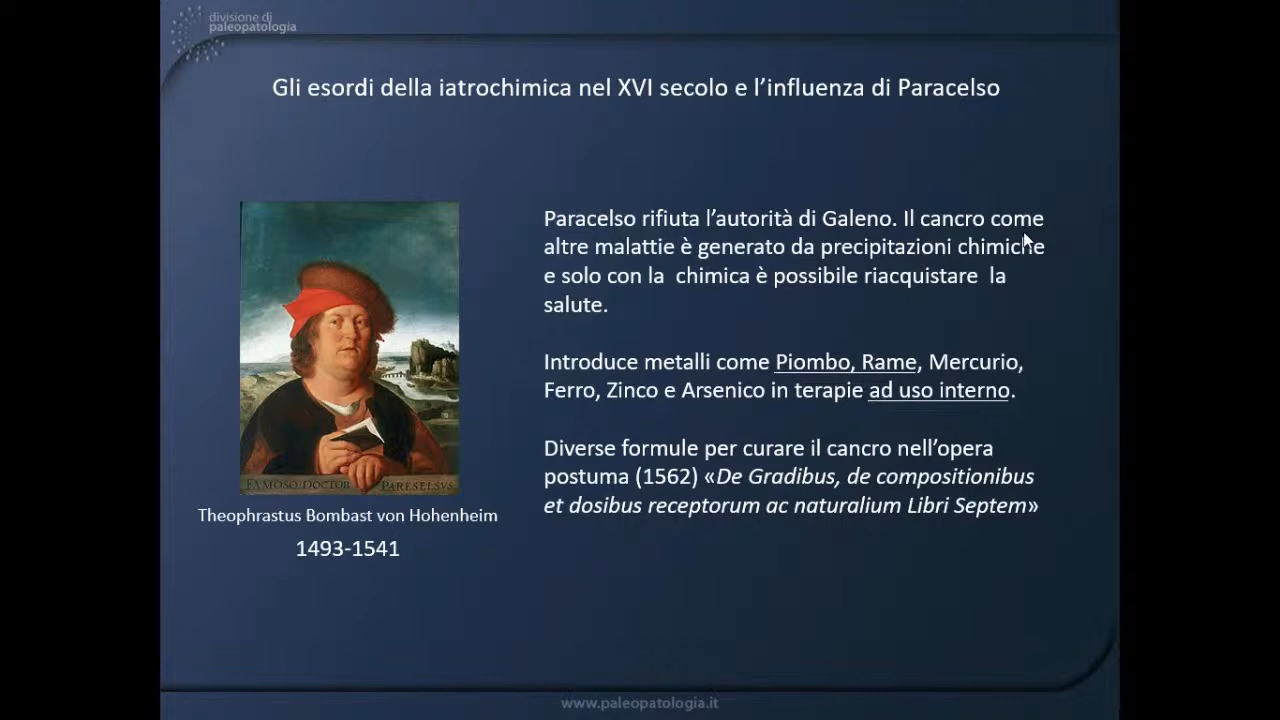 divisione di
paleopatologia
Gli esordi della iatrochimica nel XVI secolo e l’influenza di Paracelso
Paracelso rifiuta l’autorità di Galeno. Il cancro come
altre malattie è generato da precipitazioni chimiche
e solo con la chimica è possibile riacquistare la
salute.
Introduce metalli come Piombo, Rame, Mercurio,
Ferro, Zinco e Arsenico in terapie ad uso interno.
Diverse formule per curare il cancro nell’opera
postuma (1562) «De Gradibus, de compositionibus
et dosibus receptorum ac naturalium Libri Septem»
FAMOSO DOCTOR PARESELSVS
Theophrastus Bombast von Hohenheim
1493-1541
www.paleopatologia.it